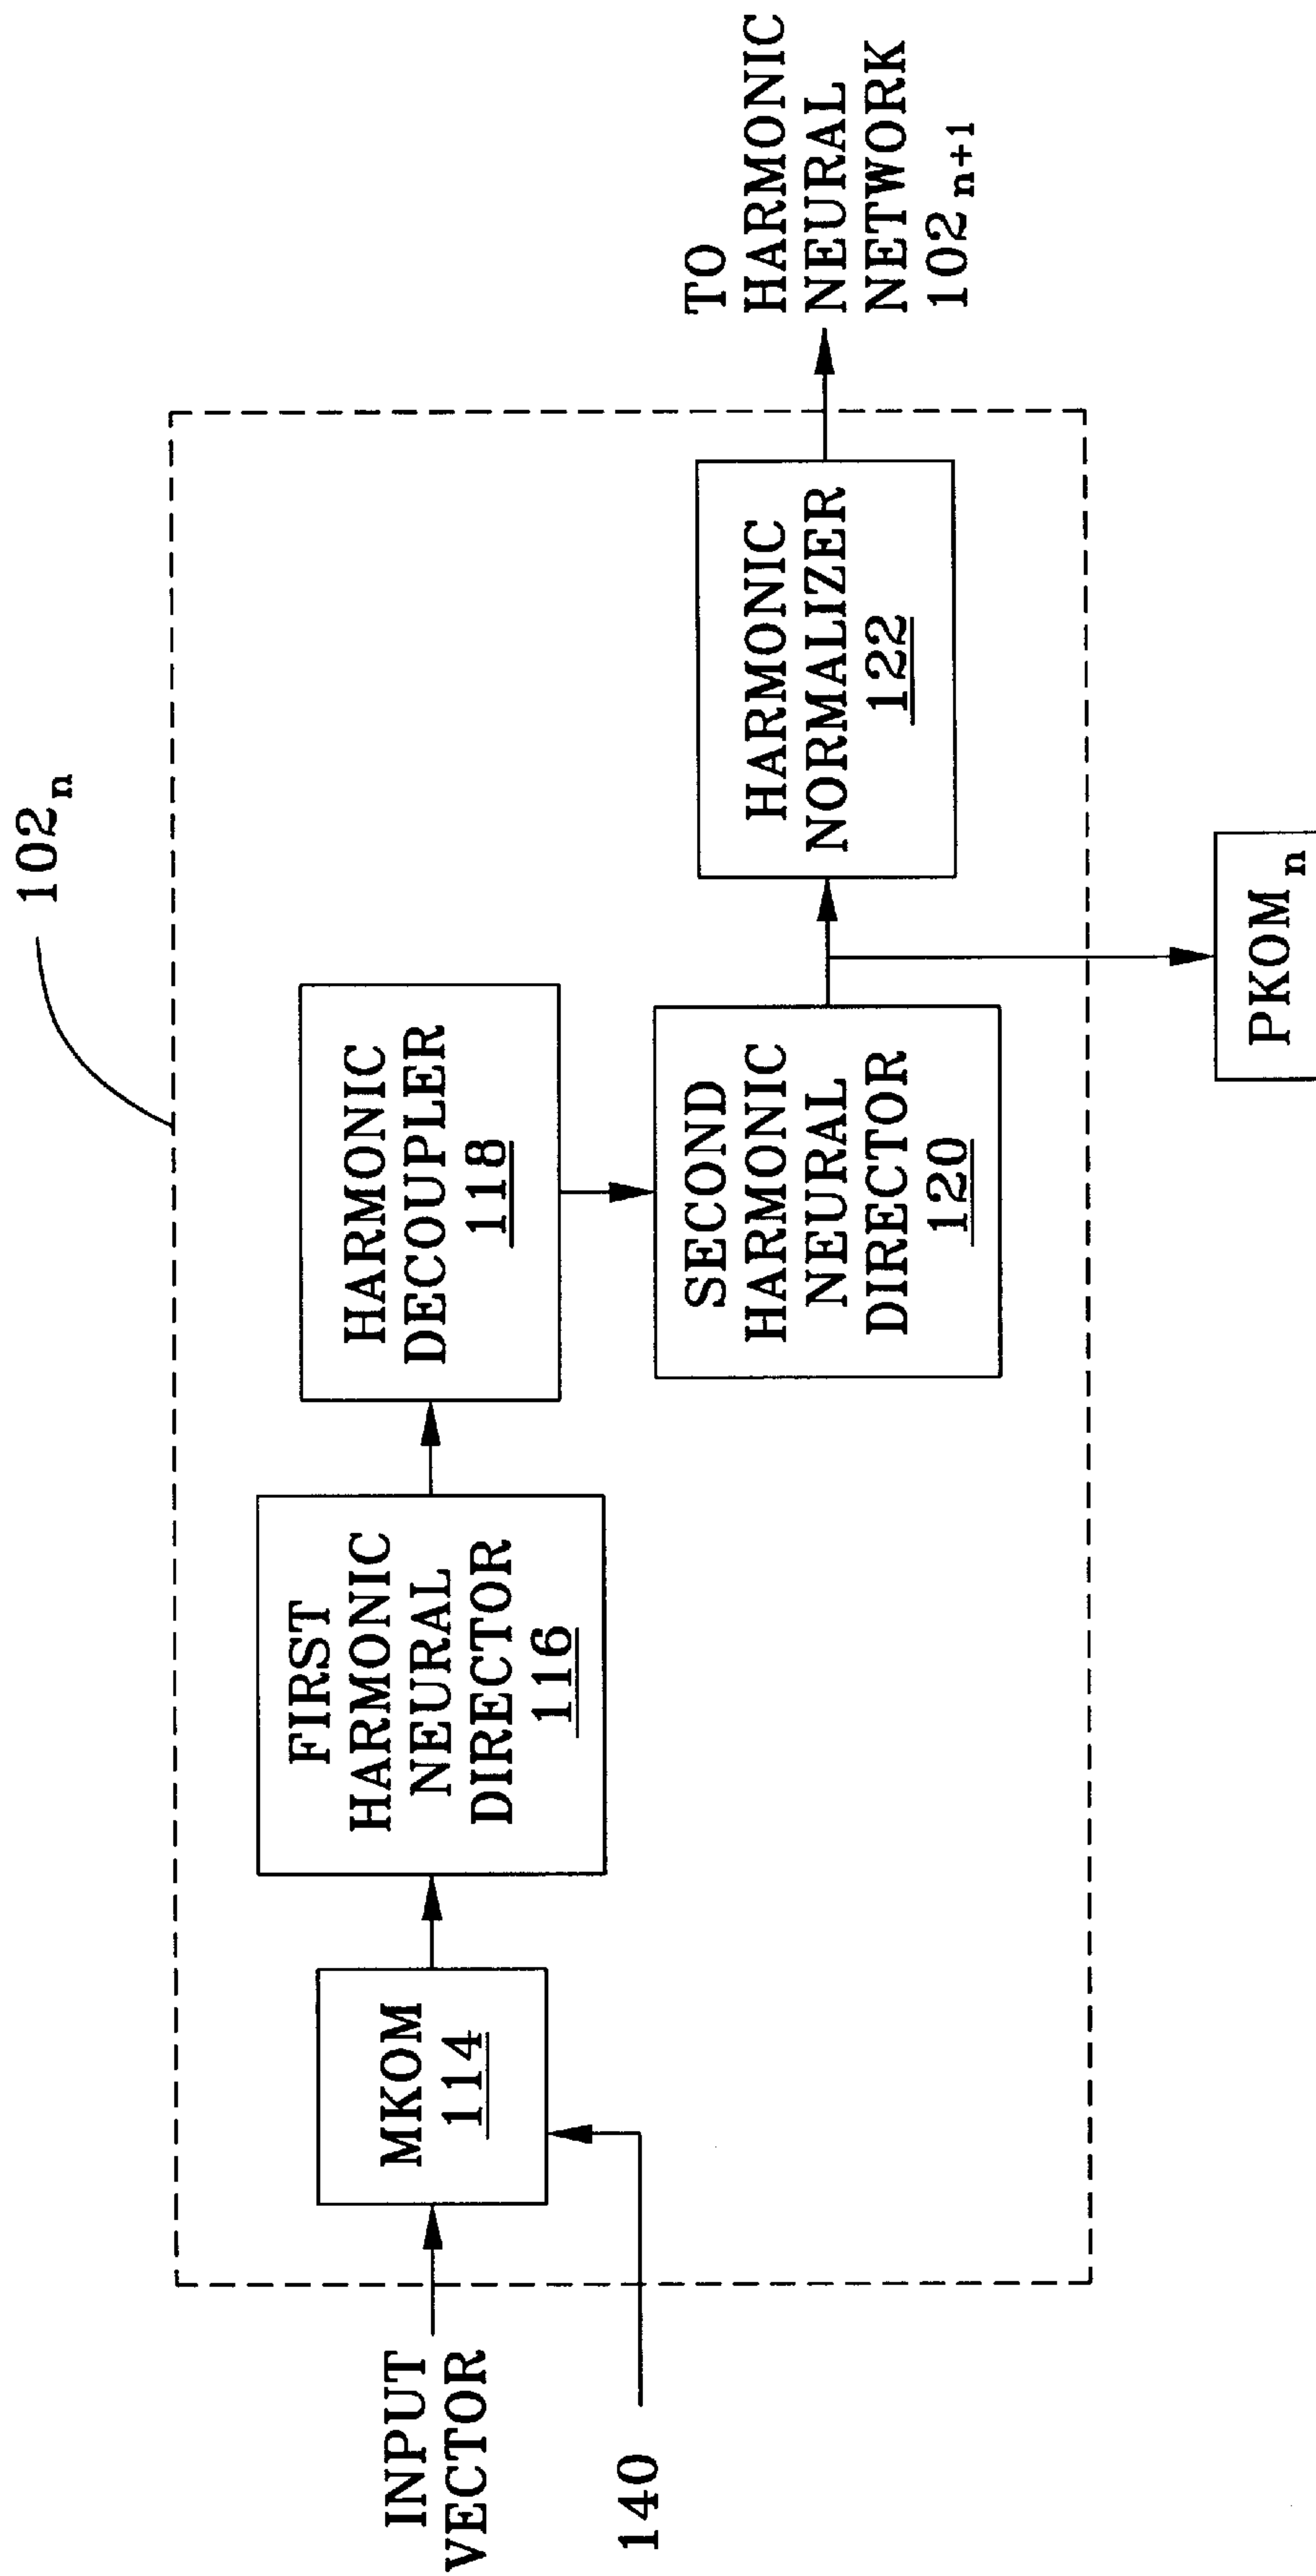 102n
INPUT
VECTOR
140
MKOM
114
FIRST
HARMONIC
NEURAL
DIRECTOR
116
HARMONIC
DECOUPLER
118
SECOND
HARMONIC
NEURAL
DIRECTOR
120
HARMONIC
NORMALIZER
122
TO
HARMONIC
NEURAL
NETWORK
102n+1
PKOMn